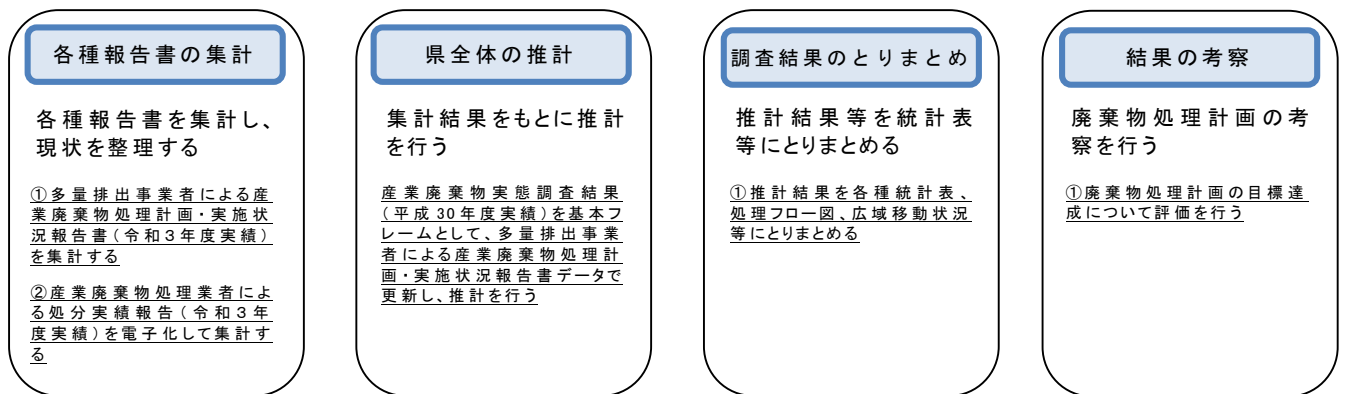 各種報告書の集計
各種報告書を集計し、
現状を整理する
①多量排出事業者による産
業廃棄物処理計画・実施状
況報告書(令和3年度実績)
を集計する
②産業廃棄物処理業者によ
る処分実績報告(令和3年
度実績)を電子化して集計す
る
県全体の推計
集計結果をもとに推計
を行う
産業廃棄物実態調査結果
(平成30年度実績)を基本フ
レームとして、多量排出事業
者による産業廃棄物処理計
画・実施状況報告書データで
更新し、推計を行う
調査結果のとりまとめ
推計結果等を統計表
等にとりまとめる
①推計結果を各種統計表、
処理フロー図、広域移動状況
等にとりまとめる
結果の考察
廃棄物処理計画の考
察を行う
①廃棄物処理計画の目標達
成について評価を行う